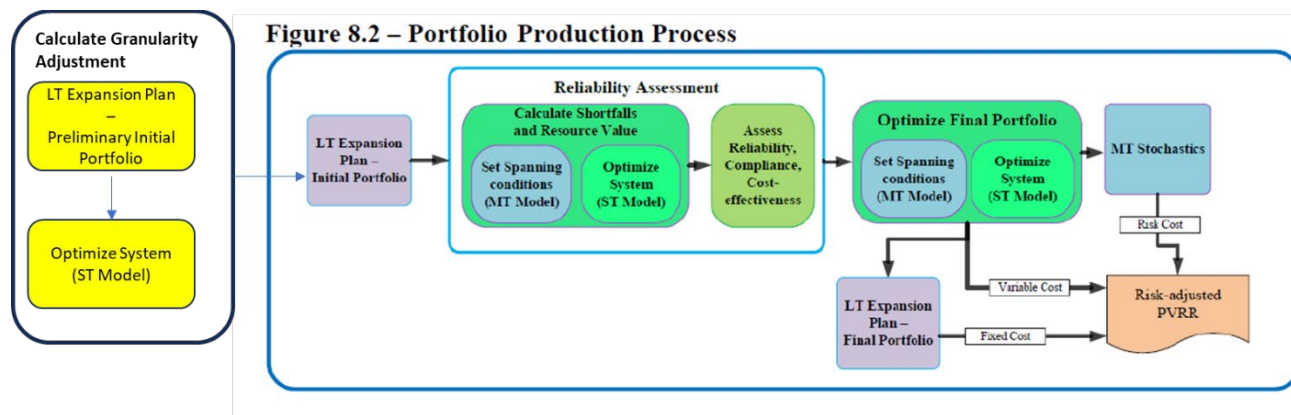 Calculate Granularity
Adjustment
LT Expansion Plan
–
Preliminary Initial
Portfolio
Optimize System
(ST Model)
Figure 8.2 – Portfolio Production Process
LT Expansion
Plan –
Initial Portfolio
Reliability Assessment
Calculate Shortfalls
and Resource Value
Set Spanning
conditions
(MT Model)
Optimize
System
(ST Model)
Assess
Reliability,
Compliance,
Cost-
effectiveness
Optimize Final Portfolio
Set Spanning
conditions
(MT Model)
Optimize
System
(ST Model)
MT Stochastics
Risk Cost
LT Expansion
Plan –
Final Portfolio
Variable Cost
Fixed Cost
Risk-adjusted
PVRR